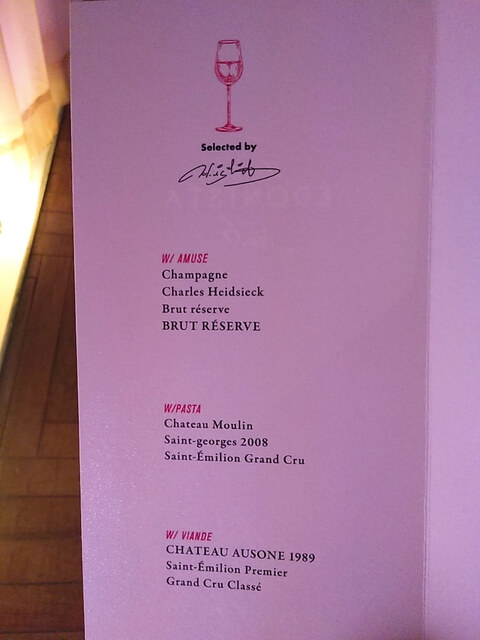 Selected by
W/ AMUSE
Champagne
Charles Heidsieck
Brut réserve
BRUT RÉSERVE
W/PASTA
Chateau Moulin
Saint-georges 2008
Saint-Émilion Grand Cru
W/ VIANDE
CHATEAU AUSONE 1989
Saint-Émilion Premier
Grand Cru Classé